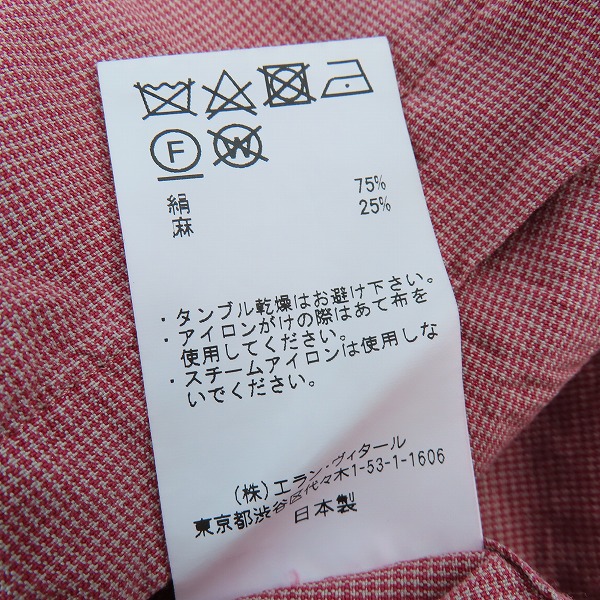 F W
絹 75%
麻 25%
・タンブル乾燥はお避け下さい。
・アイロンがけの際はあて布を
使用してください。
・スチームアイロンは使用しな
いでください。
(株)エラン・ヴィタール
東京都渋谷区代々木1-53-1-1606
日本製